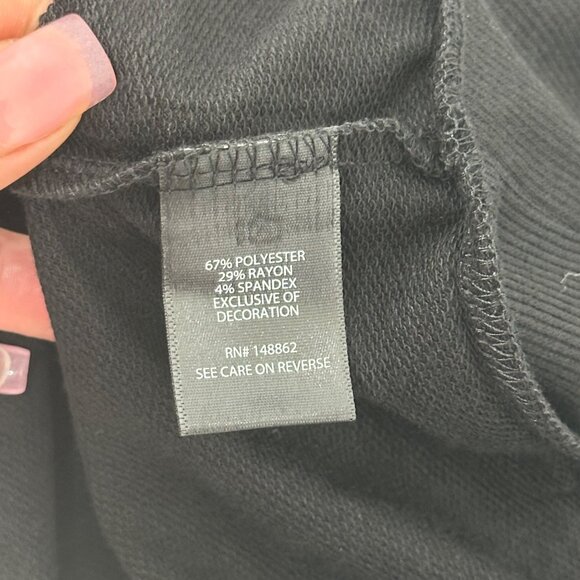 67% POLYESTER
29% RAYON
4% SPANDEX
EXCLUSIVE OF
DECORATION
RN# 148862
SEE CARE ON REVERSE